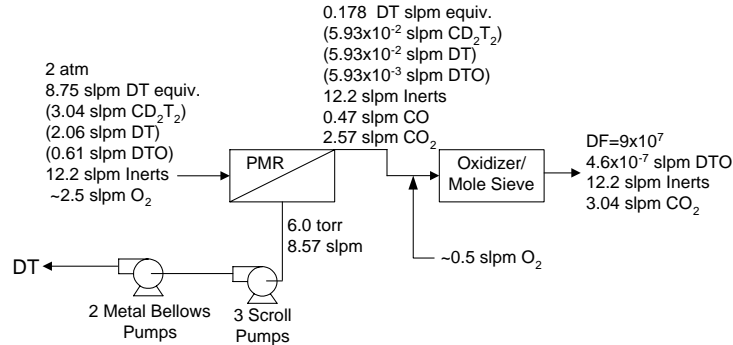 0.178 DT slpm equiv.
(5.93x10⁻² slpm CD₂T₂)
(5.93x10⁻² slpm DT)
(5.93x10⁻³ slpm DTO)
12.2 slpm Inerts
0.47 slpm CO
2.57 slpm CO₂
2 atm
8.75 slpm DT equiv.
(3.04 slpm CD₂T₂)
(2.06 slpm DT)
(0.61 slpm DTO)
12.2 slpm Inerts
~2.5 slpm O₂
PMR
Oxidizer/
Mole Sieve
DF=9x10⁷
4.6x10⁻⁷ slpm DTO
12.2 slpm Inerts
3.04 slpm CO₂
6.0 torr
8.57 slpm
~0.5 slpm O₂
DT
2 Metal Bellows
Pumps
3 Scroll
Pumps